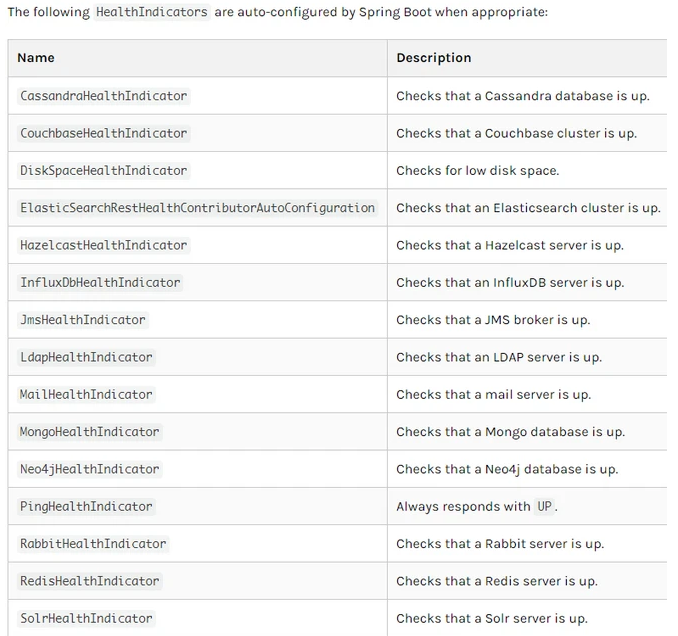 The following HealthIndicators are auto-configured by Spring Boot when appropriate:
Name Description
CassandraHealthIndicator Checks that a Cassandra database is up.
CouchbaseHealthIndicator Checks that a Couchbase cluster is up.
DiskSpaceHealthIndicator Checks for low disk space.
ElasticSearchRestHealthContributorAutoConfiguration Checks that an Elasticsearch cluster is up.
HazelcastHealthIndicator Checks that a Hazelcast server is up.
InfluxDbHealthIndicator Checks that an InfluxDB server is up.
JmsHealthIndicator Checks that a JMS broker is up.
LdapHealthIndicator Checks that an LDAP server is up.
MailHealthIndicator Checks that a mail server is up.
MongoHealthIndicator Checks that a Mongo database is up.
Neo4jHealthIndicator Checks that a Neo4j database is up.
PingHealthIndicator Always responds with UP.
RabbitHealthIndicator Checks that a Rabbit server is up.
RedisHealthIndicator Checks that a Redis server is up.
SolrHealthIndicator Checks that a Solr server is up.